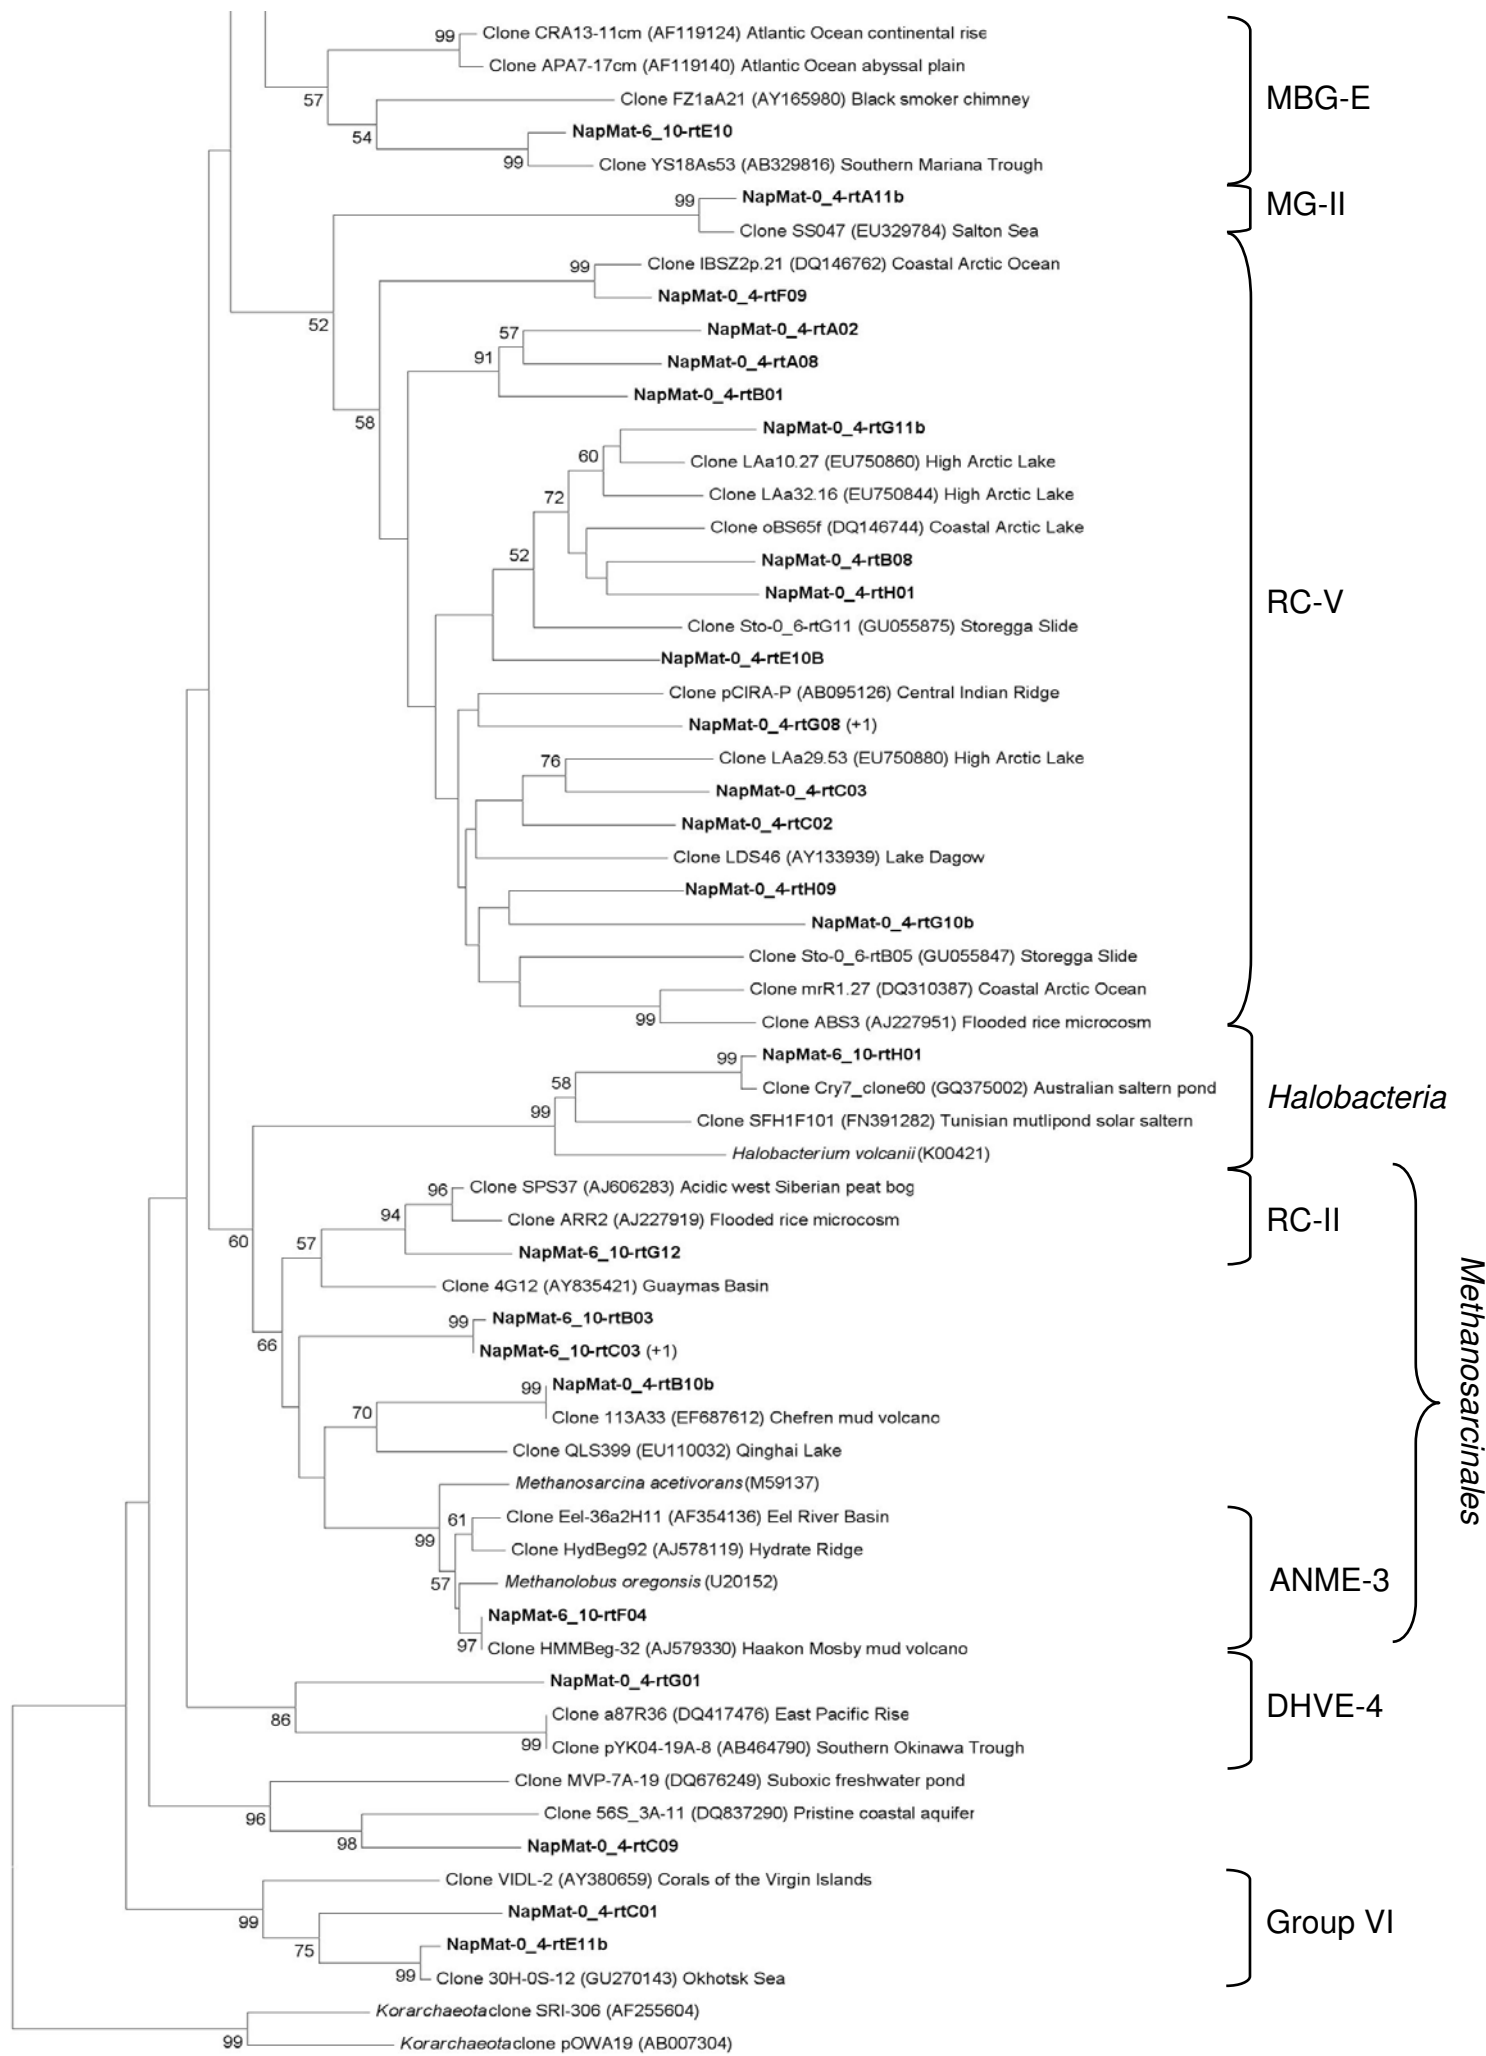 99 Clone CRA13-11cm (AF119124) Atlantic Ocean continental rise
Clone APA7-17cm (AF119140) Atlantic Ocean abyssal plain
57 Clone FZ1aA21 (AY165980) Black smoker chimney
MBG-E
54 NapMat-6_10-rtE10
99 Clone YS18As53 (AB329816) Southern Mariana Trough
99 NapMat-0_4-rtA11b
MG-II
Clone SS047 (EU329784) Salton Sea
99 Clone IBSZ2p.21 (DQ146762) Coastal Arctic Ocean
NapMat-0_4-rtF09
52
57 NapMat-0_4-rtA02
91 NapMat-0_4-rtA08
NapMat-0_4-rtB01
58
NapMat-0_4-rtG11b
60 Clone LAa10.27 (EU750860) High Arctic Lake
72 Clone LAa32.16 (EU750844) High Arctic Lake
Clone oBS65f (DQ146744) Coastal Arctic Lake
52 NapMat-0_4-rtB08
NapMat-0_4-rtH01
RC-V
Clone Sto-0_6-rtG11 (GU055875) Storegga Slide
NapMat-0_4-rtE10B
Clone pCIRA-P (AB095126) Central Indian Ridge
NapMat-0_4-rtG08 (+1)
76 Clone LAa29.53 (EU750880) High Arctic Lake
NapMat-0_4-rtC03
NapMat-0_4-rtC02
Clone LDS46 (AY133939) Lake Dagow
NapMat-0_4-rtH09
NapMat-0_4-rtG10b
Clone Sto-0_6-rtB05 (GU055847) Storegga Slide
Clone mrR1.27 (DQ310387) Coastal Arctic Ocean
99 Clone ABS3 (AJ227951) Flooded rice microcosm
99 NapMat-6_10-rtH01
58 Clone Cry7_clone60 (GQ375002) Australian saltern pond
Halobacteria
99 Clone SFH1F101 (FN391282) Tunisian mutlipond solar saltern
Halobacterium volcanii (K00421)
96 Clone SPS37 (AJ606283) Acidic west Siberian peat bog
94 Clone ARR2 (AJ227919) Flooded rice microcosm
RC-II
60 57 NapMat-6_10-rtG12
Clone 4G12 (AY835421) Guaymas Basin
99 NapMat-6_10-rtB03
66 NapMat-6_10-rtC03 (+1)
99 NapMat-0_4-rtB10b
Methanosarcinales
70 Clone 113A33 (EF687612) Chefren mud volcano
Clone QLS399 (EU110032) Qinghai Lake
Methanosarcina acetivorans (M59137)
61 Clone Eel-36a2H11 (AF354136) Eel River Basin
99 Clone HydBeg92 (AJ578119) Hydrate Ridge
57 Methanolobus oregonsis (U20152)
ANME-3
NapMat-6_10-rtF04
97 Clone HMMBeg-32 (AJ579330) Haakon Mosby mud volcano
NapMat-0_4-rtG01
86 Clone a87R36 (DQ417476) East Pacific Rise
DHVE-4
99 Clone pYK04-19A-8 (AB464790) Southern Okinawa Trough
Clone MVP-7A-19 (DQ676249) Suboxic freshwater pond
96 Clone 56S_3A-11 (DQ837290) Pristine coastal aquifer
98 NapMat-0_4-rtC09
Clone VIDL-2 (AY380659) Corals of the Virgin Islands
99 NapMat-0_4-rtC01
Group VI
75 NapMat-0_4-rtE11b
99 Clone 30H-0S-12 (GU270143) Okhotsk Sea
Korarchaeotaclone SRI-306 (AF255604)
99 Korarchaeotaclone pOWA19 (AB007304)